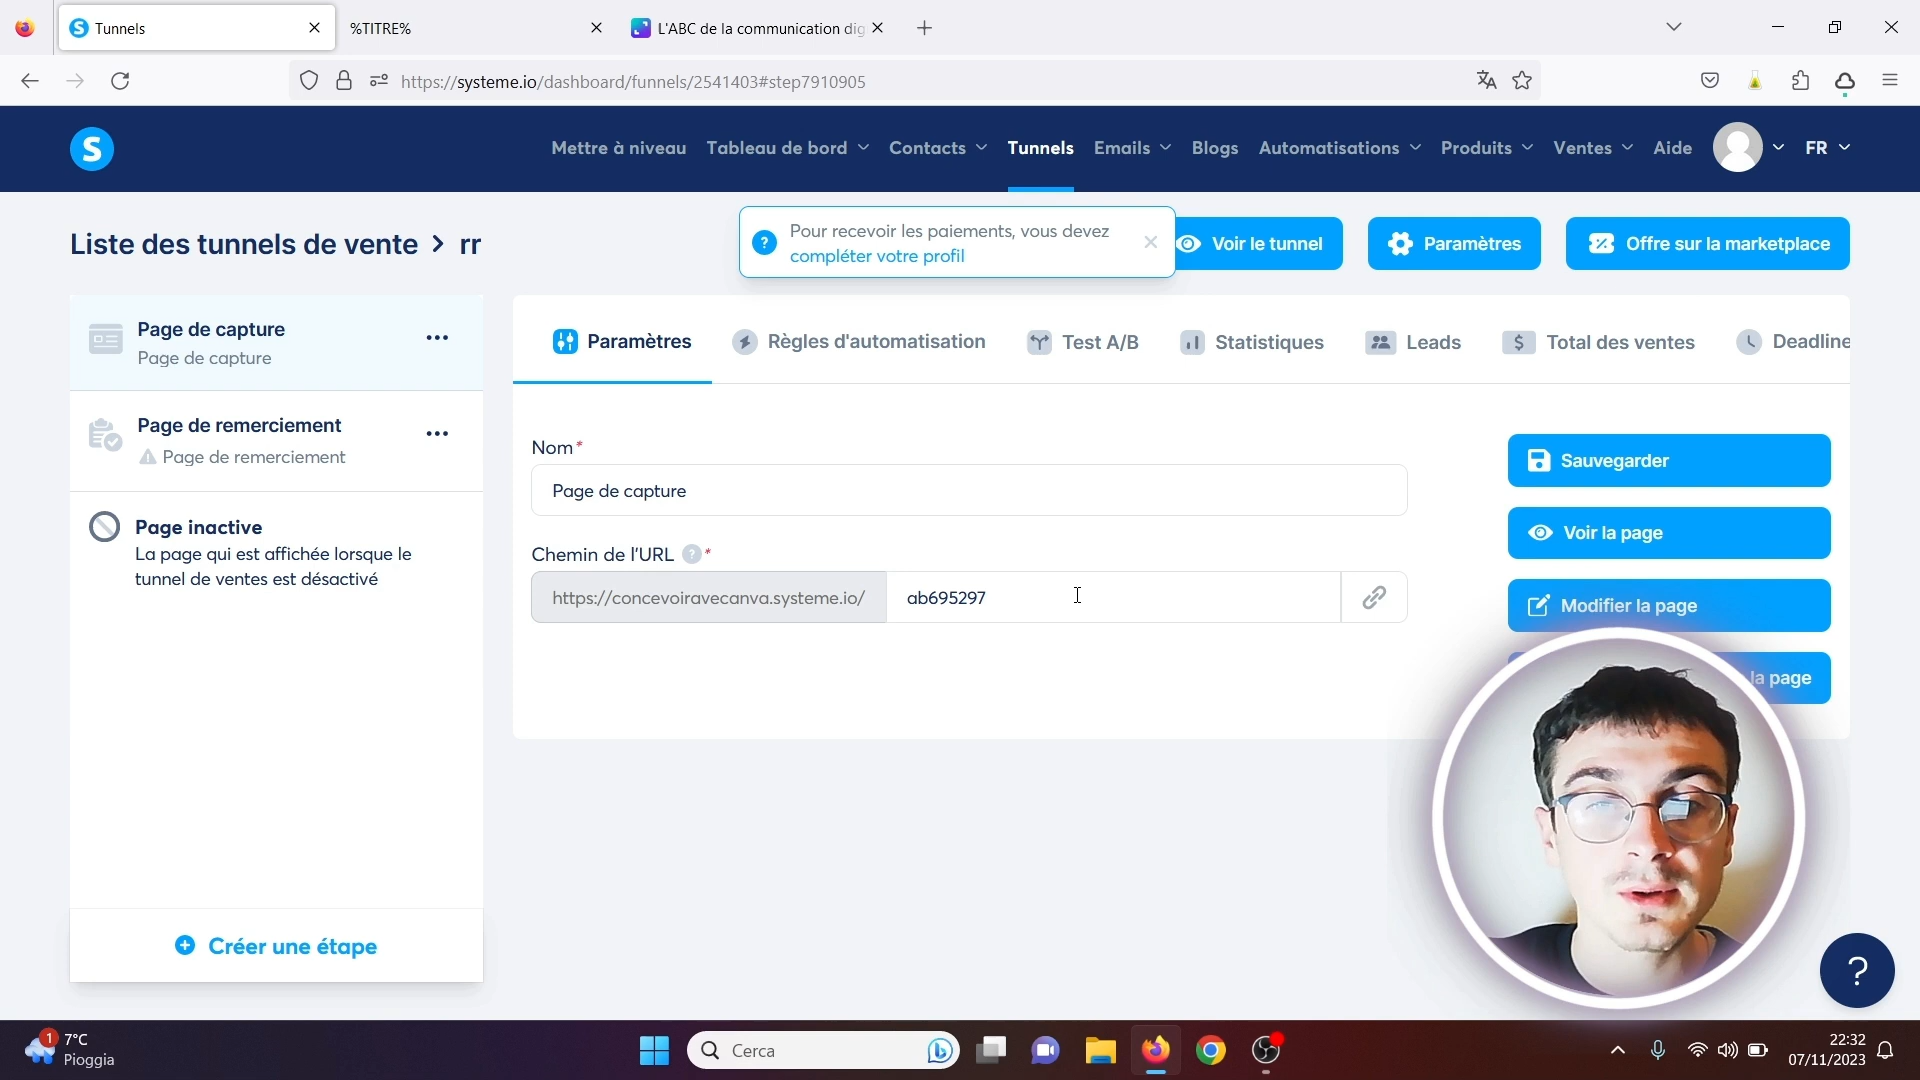 Tunnels
%TITRE%
L'ABC de la communication dig
https://systeme.io/dashboard/funnels/2541403#step7910905
S
Mettre à niveau
Tableau de bord
Contacts
Tunnels
Emails
Blogs
Automatisations
Produits
Ventes
Aide
FR
Liste des tunnels de vente > rr
Pour recevoir les paiements, vous devez
compléter votre profil
Voir le tunnel
Paramètres
Offre sur la marketplace
Page de capture
Page de capture
Page de remerciement
Page de remerciement
Page inactive
La page qui est affichée lorsque le
tunnel de ventes est désactivé
Créer une étape
Paramètres
Règles d'automatisation
Test A/B
Statistiques
Leads
Total des ventes
Deadline
Nom*
Page de capture
Chemin de l'URL ? *
https://concevoiravecanva.systeme.io/
ab695297
Sauvegarder
Voir la page
Modifier la page
la page
?
1
7°C
Pioggia
Cerca
22:32
07/11/2023